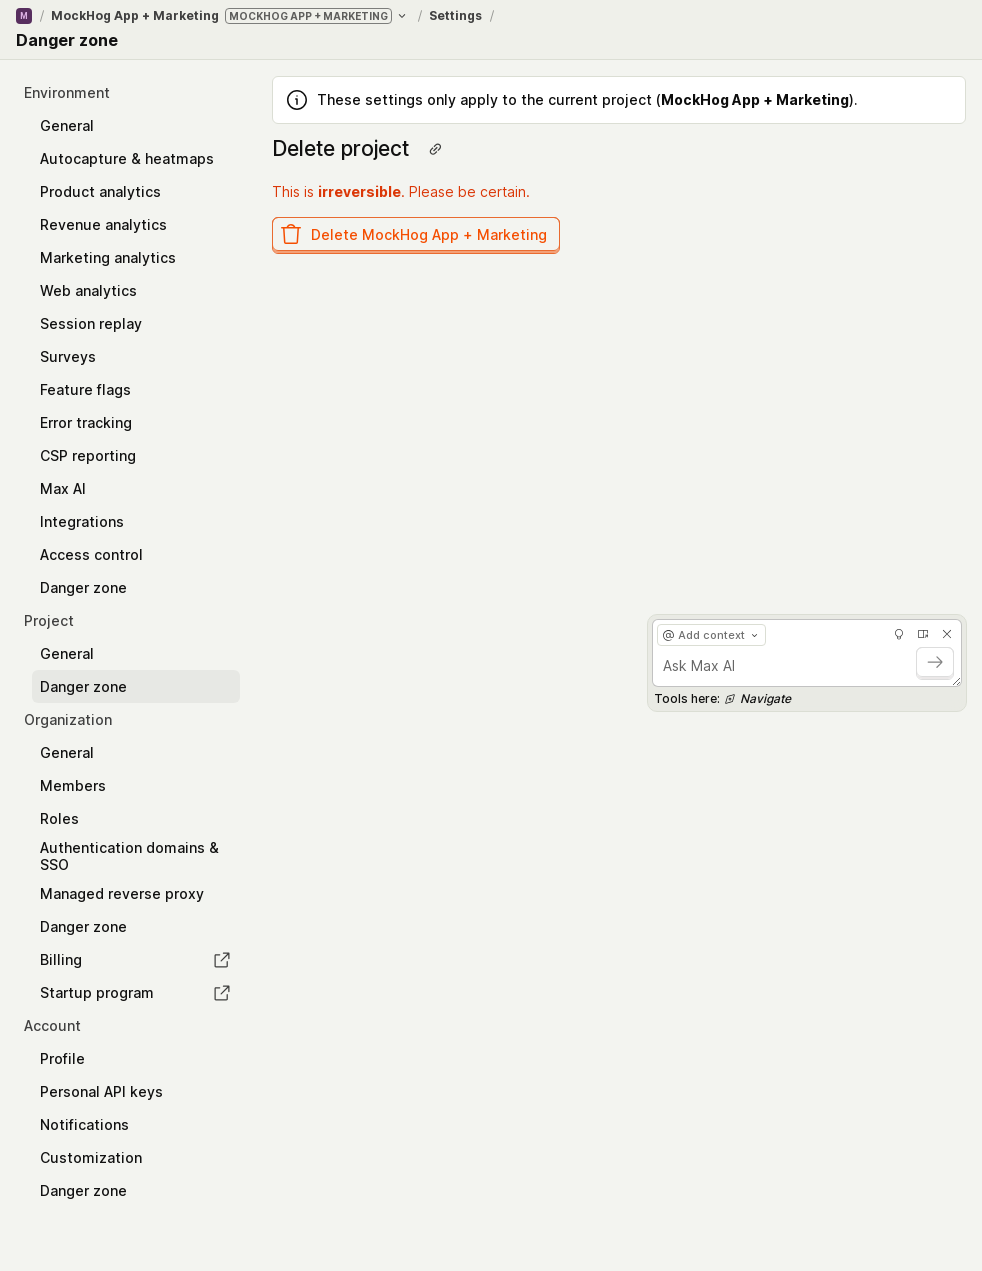 M / MockHog App + Marketing MOCKHOG APP + MARKETING / Settings /
Danger zone
Environment
General
Autocapture & heatmaps
Product analytics
Revenue analytics
Marketing analytics
Web analytics
Session replay
Surveys
Feature flags
Error tracking
CSP reporting
Max AI
Integrations
Access control
Danger zone
Project
General
Danger zone
Organization
General
Members
Roles
Authentication domains &
SSO
Managed reverse proxy
Danger zone
Billing
Startup program
Account
Profile
Personal API keys
Notifications
Customization
Danger zone
These settings only apply to the current project (MockHog App + Marketing).
Delete project
This is irreversible. Please be certain.
Delete MockHog App + Marketing
@ Add context
Ask Max AI
Tools here: Navigate